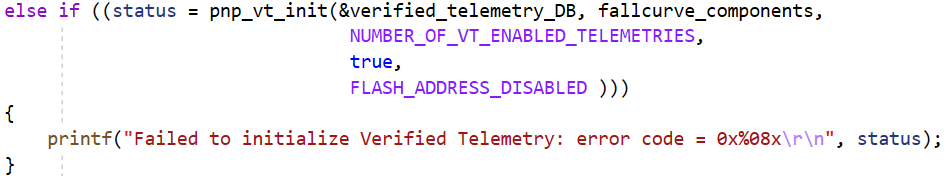 else if ((status = pnp_vt_init(&verified_telemetry_DB, fallcurve_components,
NUMBER_OF_VT_ENABLED_TELEMETRIES,
true,
FLASH_ADDRESS_DISABLED )))
{
printf("Failed to initialize Verified Telemetry: error code = 0x%08x\r\n", status);
}